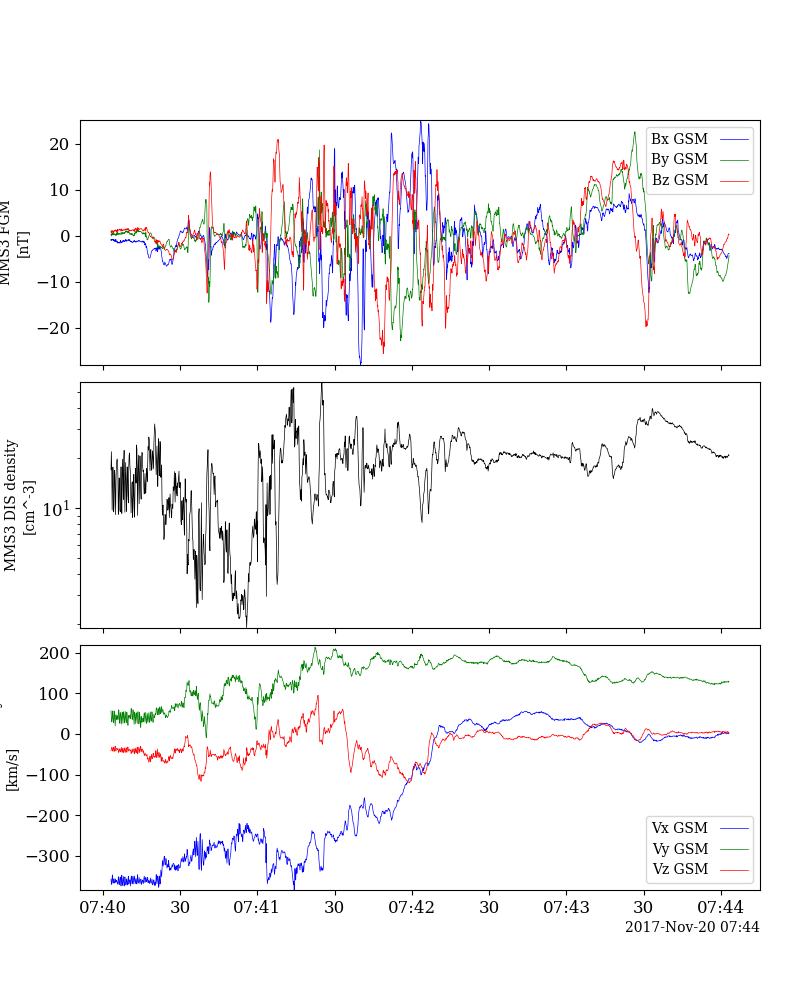 20
10
0
−10
−20
MMS3 FGM
[nT]
Bx GSM
By GSM
Bz GSM
10^1
MMS3 DIS density
[cm^-3]
200
100
0
−100
−200
−300
[km/s]
Vx GSM
Vy GSM
Vz GSM
07:40 30 07:41 30 07:42 30 07:43 30 07:44
2017-Nov-20 07:44